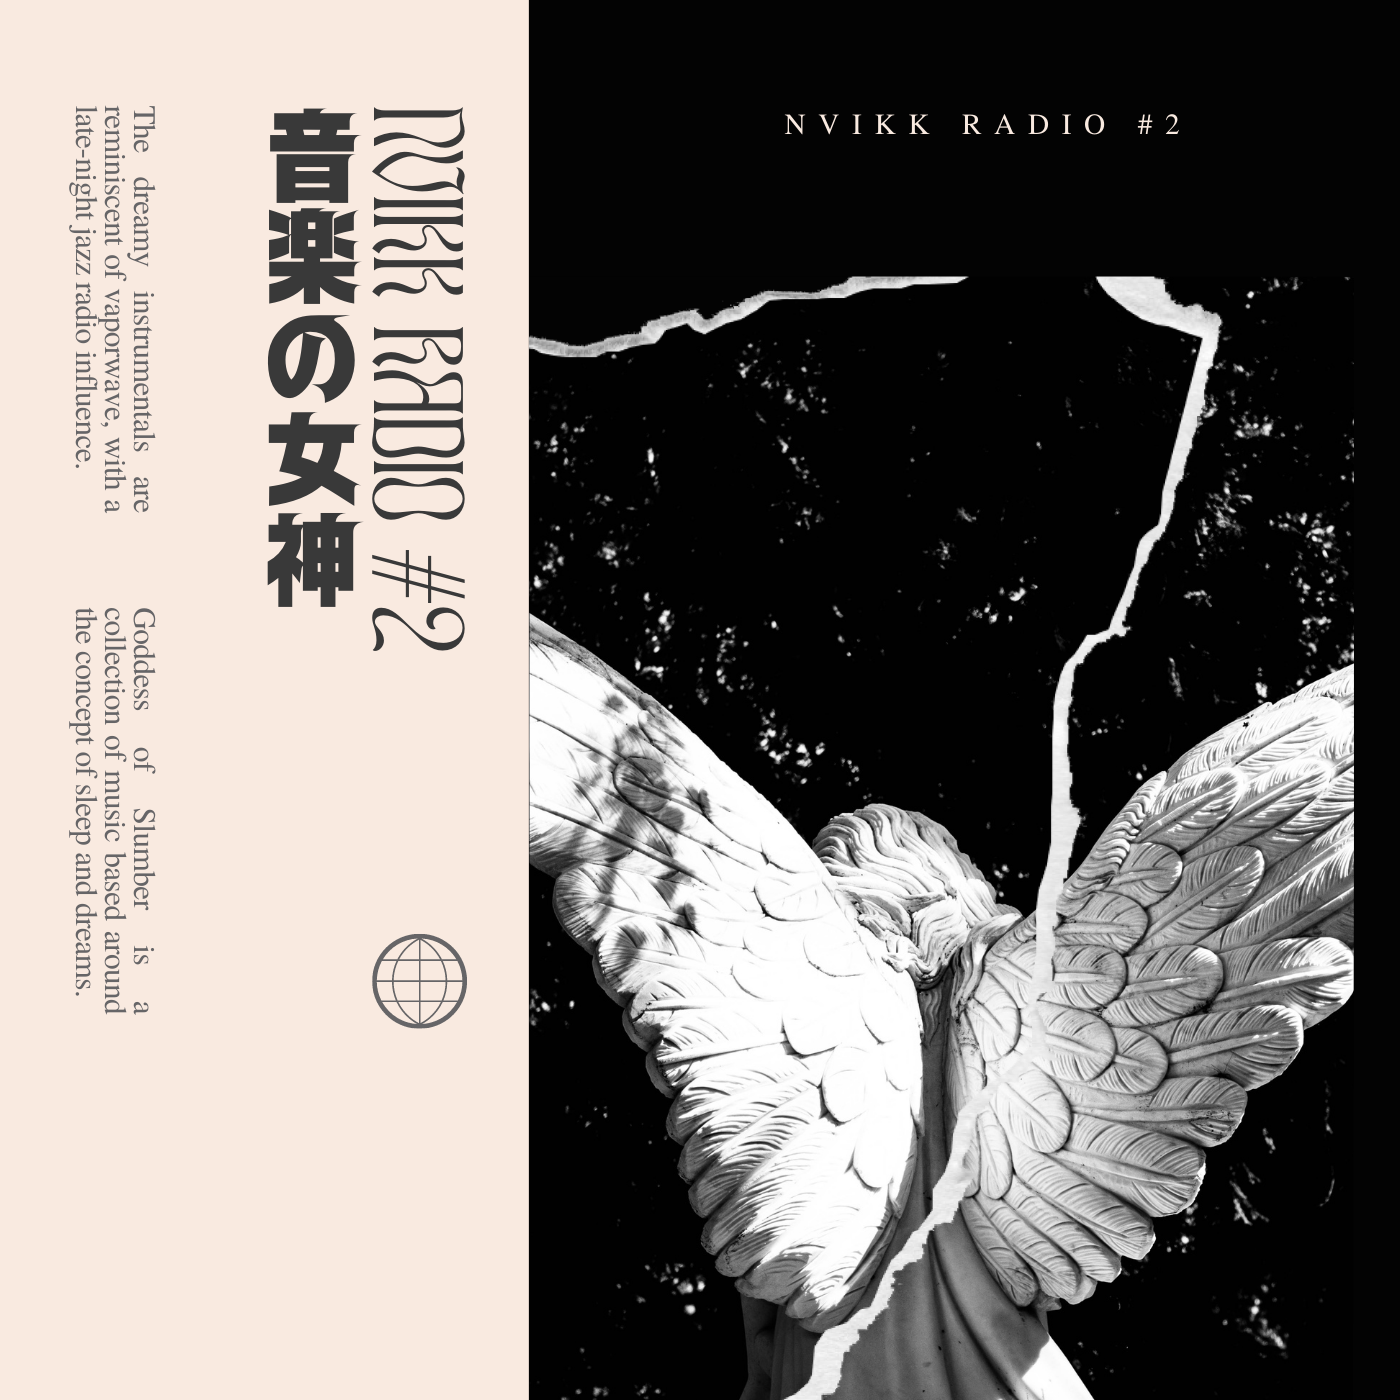 NVIKK RADIO #2
NVIKK RADIO #2
音楽の女神
The dreamy instrumentals are
reminiscent of vaporwave, with a
late-night jazz radio influence.
Goddess of Slumber is a
collection of music based around
the concept of sleep and dreams.